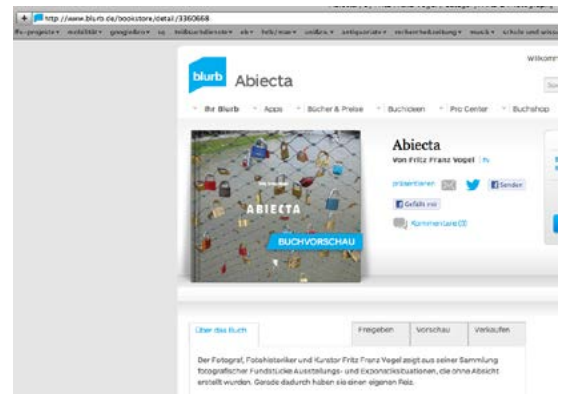 http://www.blurb.de/bookstore/detail/3360668
blurb Abiecta
Ihr Blurb Apps Bücher & Preise Buchideen Pro Center Buchshop
Abiecta
Von Fritz Franz Vogel
präsentieren Senden
Gefällt mir
Kommentare (0)
ABIECTA
BUCHVORSCHAU
Über das Buch Freigeben Vorschau Verkaufen
Der Fotograf, Fotohistoriker und Kurator Fritz Franz Vogel zeigt aus seiner Sammlung
fotografischer Fundstücke Ausstellungs- und Exponatsituationen, die ohne Absicht
erstellt wurden. Gerade dadurch haben sie einen eigenen Reiz.